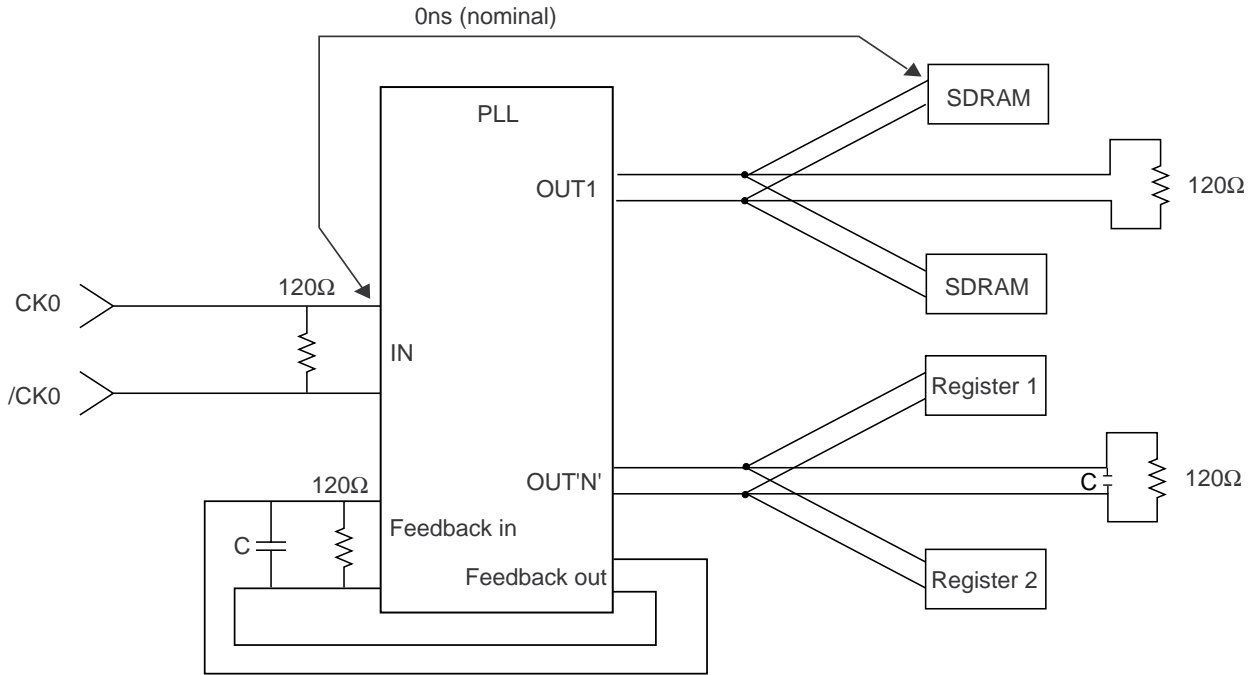 0ns (nominal)
PLL
SDRAM
OUT1
120Ω
SDRAM
120Ω
CK0
IN
/CK0
Register 1
120Ω
OUT'N'
C
120Ω
Feedback in
C
Feedback out
Register 2